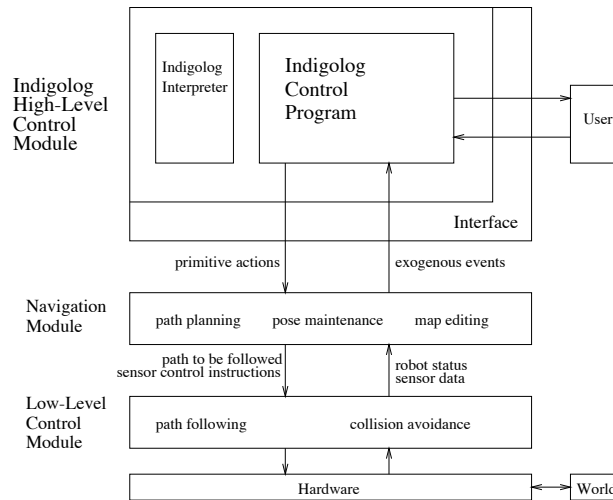 Indigolog
High-Level
Control
Module
Indigolog
Interpreter
Indigolog
Control
Program
User
Interface
primitive actions
exogenous events
Navigation
Module
path planning
pose maintenance
map editing
path to be followed
sensor control instructions
robot status
sensor data
Low-Level
Control
Module
path following
collision avoidance
Hardware
World